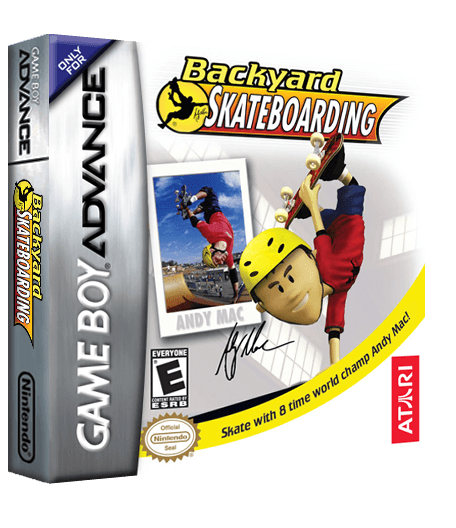 GAME BOY
ADVANCE
Backyard
SKATEBOARDING
Nintendo
ONLY
FOR
GAME BOY ADVANCE
Backyard
SKATEBOARDING
ANDY MAC
EVERYONE
E
CONTENT RATED BY
ESRB
Official
Nintendo
Seal
Skate with 8 time world champ Andy Mac!
ATARI